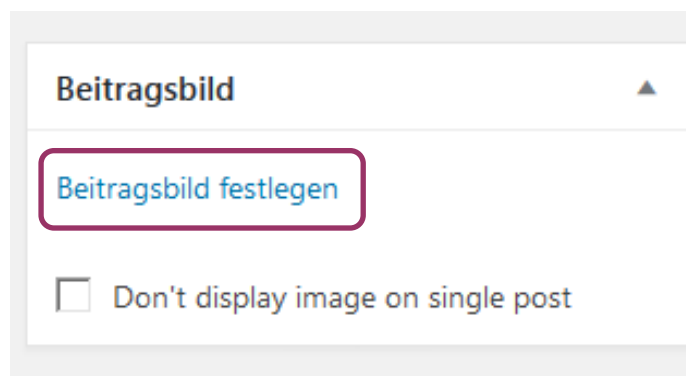 Beitragsbild
Beitragsbild festlegen
Don't display image on single post